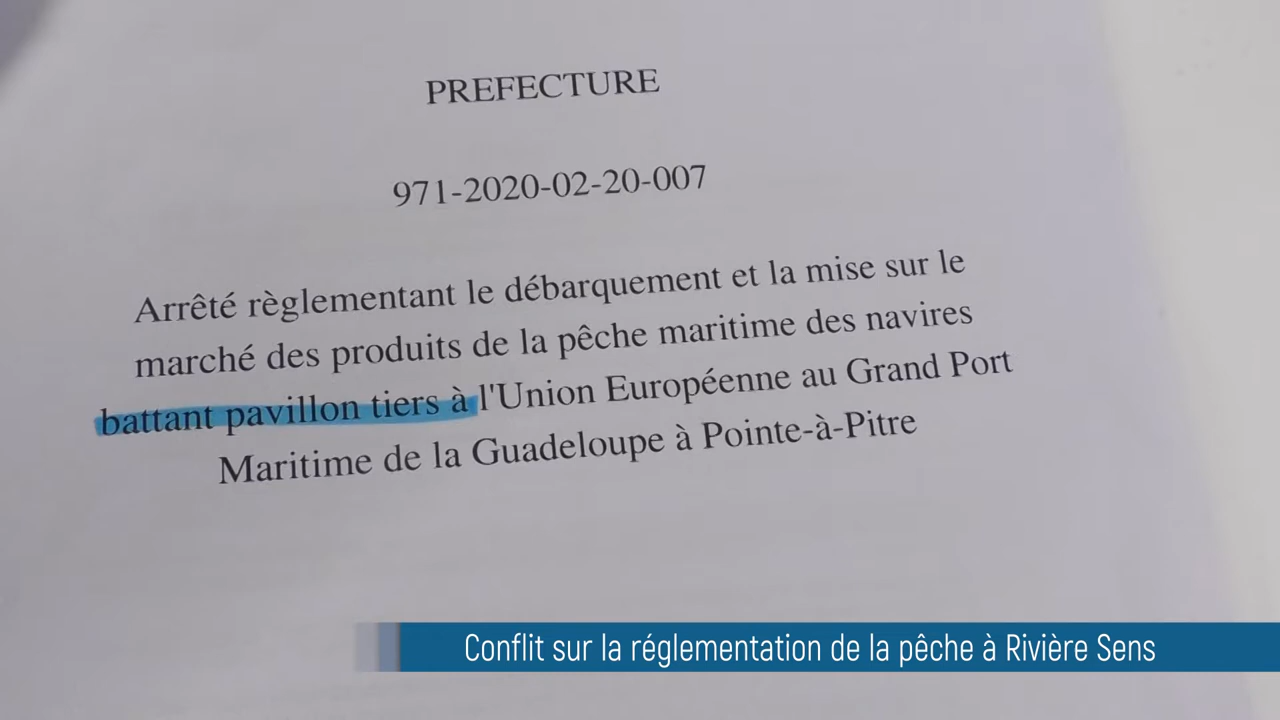 PREFECTURE
971-2020-02-20-007
Arrêté règlementant le débarquement et la mise sur le
marché des produits de la pêche maritime des navires
battant pavillon tiers à l'Union Européenne au Grand Port
Maritime de la Guadeloupe à Pointe-à-Pitre
Conflit sur la réglementation de la pêche à Rivière Sens